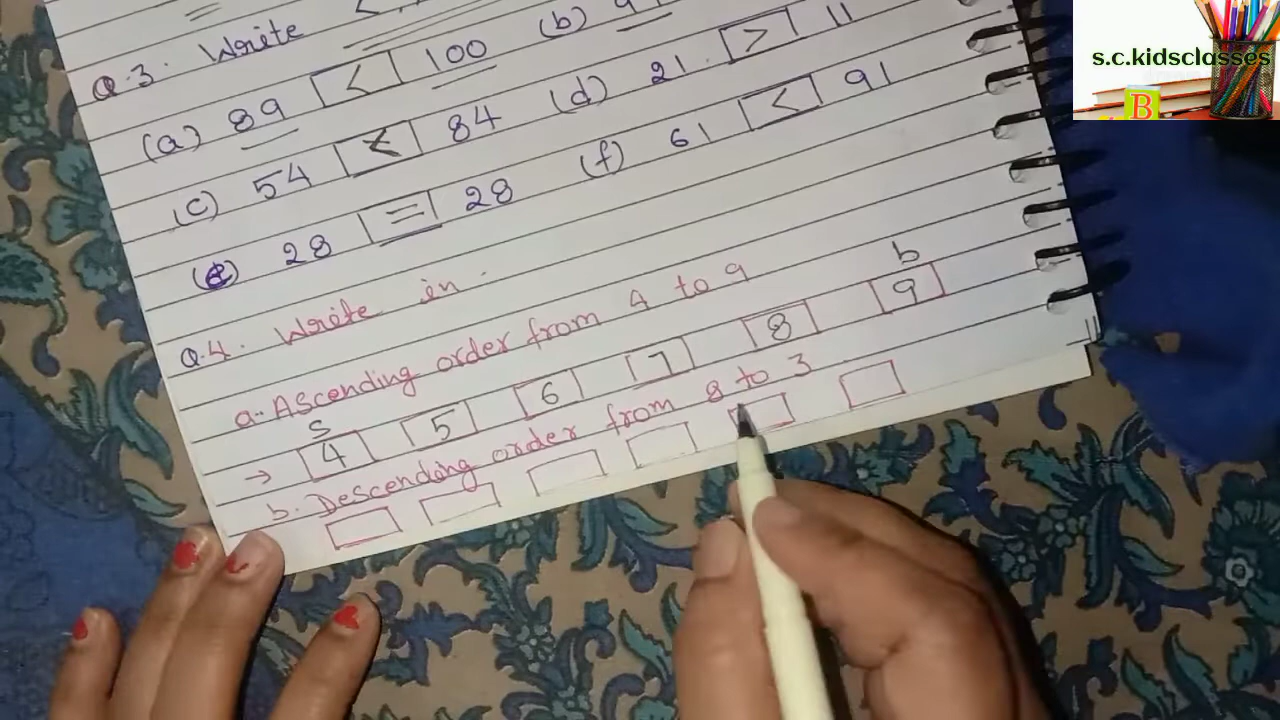 s.c.kidsclasses
B
Q.3. Write <,
(a) 89 < 100 (b)
(c) 54 < 84 (d) 21 > 11
(e) 28 = 28 (f) 61 < 91
Q.4. Write in
a. Ascending order from 4 to 9
S b
→ 4 5 6 7 8 9
b. Descending order from 8 to 3